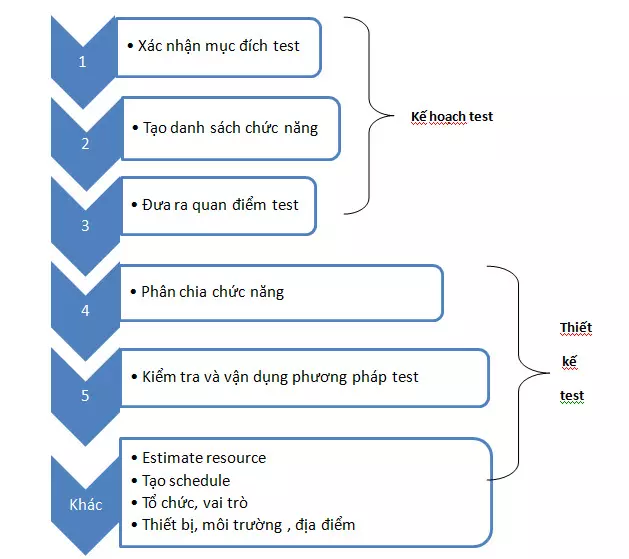 1
• Xác nhận mục đích test
2
• Tạo danh sách chức năng
3
• Đưa ra quan điểm test
Kế hoạch test
4
• Phân chia chức năng
5
• Kiểm tra và vận dụng phương pháp test
Khác
• Estimate resource
• Tạo schedule
• Tổ chức, vai trò
• Thiết bị, môi trường , địa điểm
Thiết
kế
test